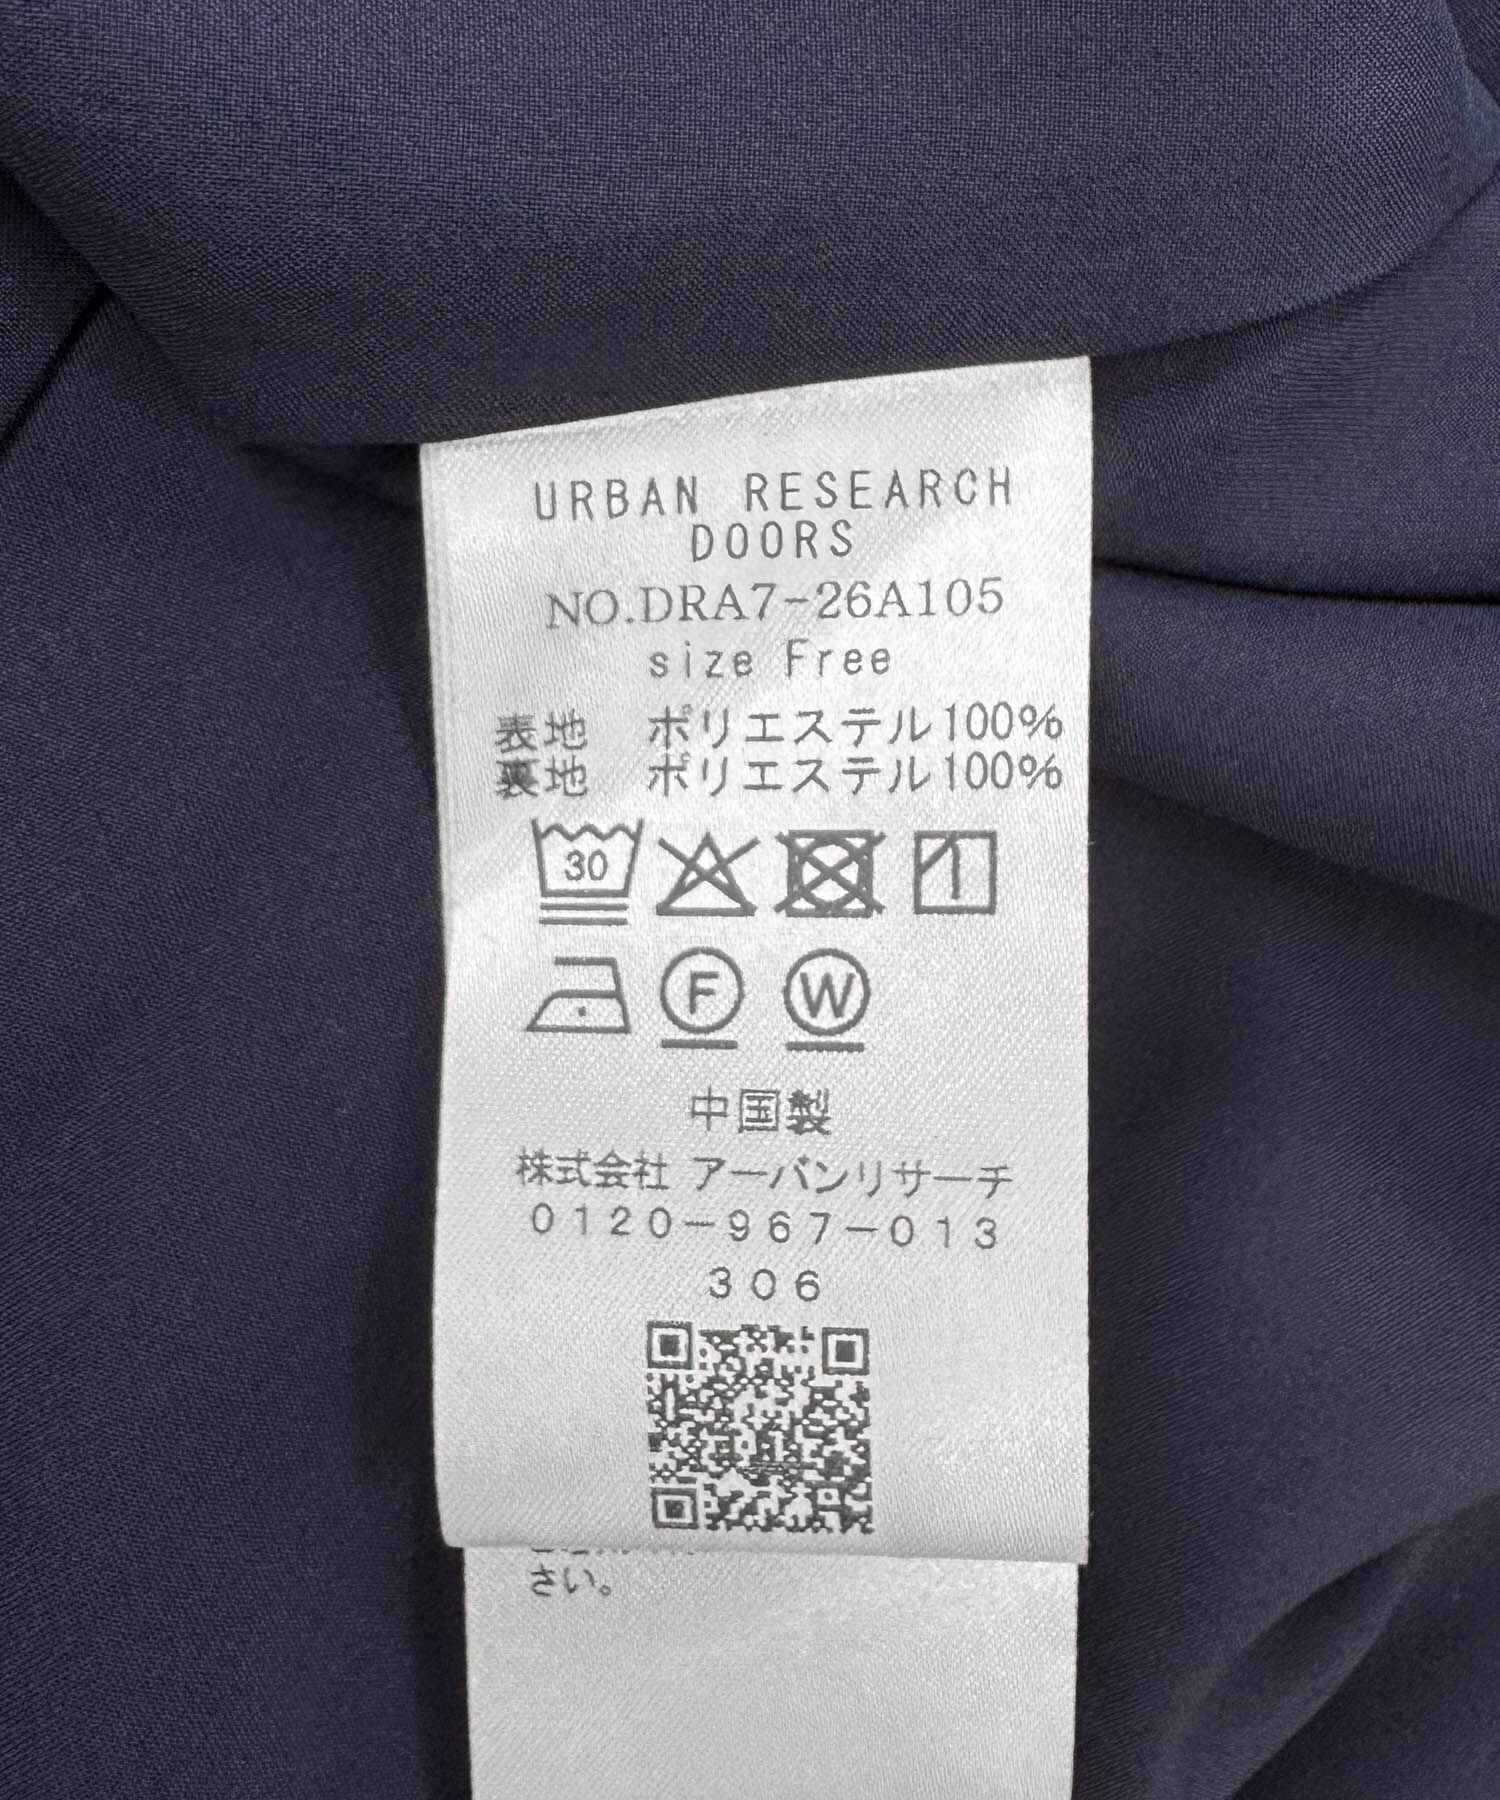 URBAN RESEARCH
DOORS
NO.DRA7-26A105
size Free
表地 ポリエステル100%
裏地 ポリエステル100%
30
F W
中国製
株式会社 アーバンリサーチ
0120-967-013
306
さい。